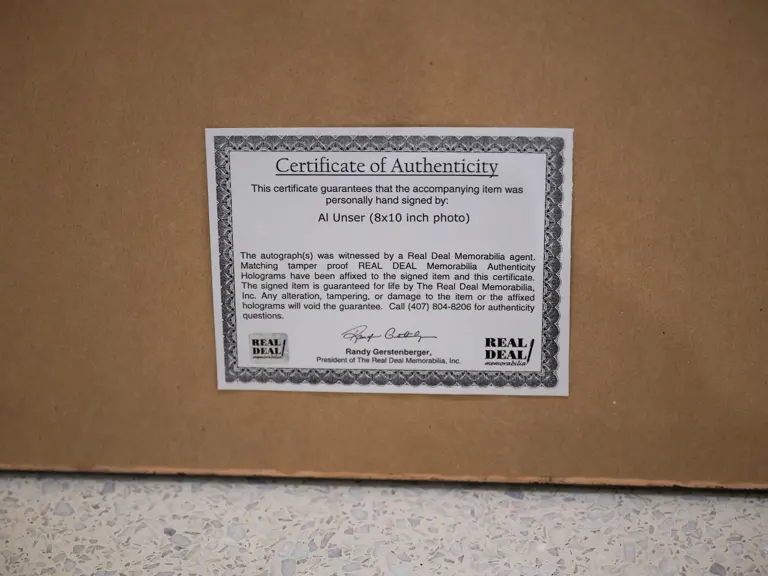 Certificate of Authenticity
This certificate guarantees that the accompanying item was
personally hand signed by:
Al Unser (8x10 inch photo)
The autograph(s) was witnessed by a Real Deal Memorabilia agent.
Matching tamper proof REAL DEAL Memorabilia Authenticity
Holograms have been affixed to the signed item and this certificate.
The signed item is guaranteed for life by The Real Deal Memorabilia,
Inc. Any alteration, tampering, or damage to the item or the affixed
holograms will void the guarantee. Call (407) 804-8206 for authenticity
questions.
REAL
DEAL!
memorabilia
Randy Gerstenberger,
President of The Real Deal Memorabilia, Inc.
REAL
DEAL!
memorabilia